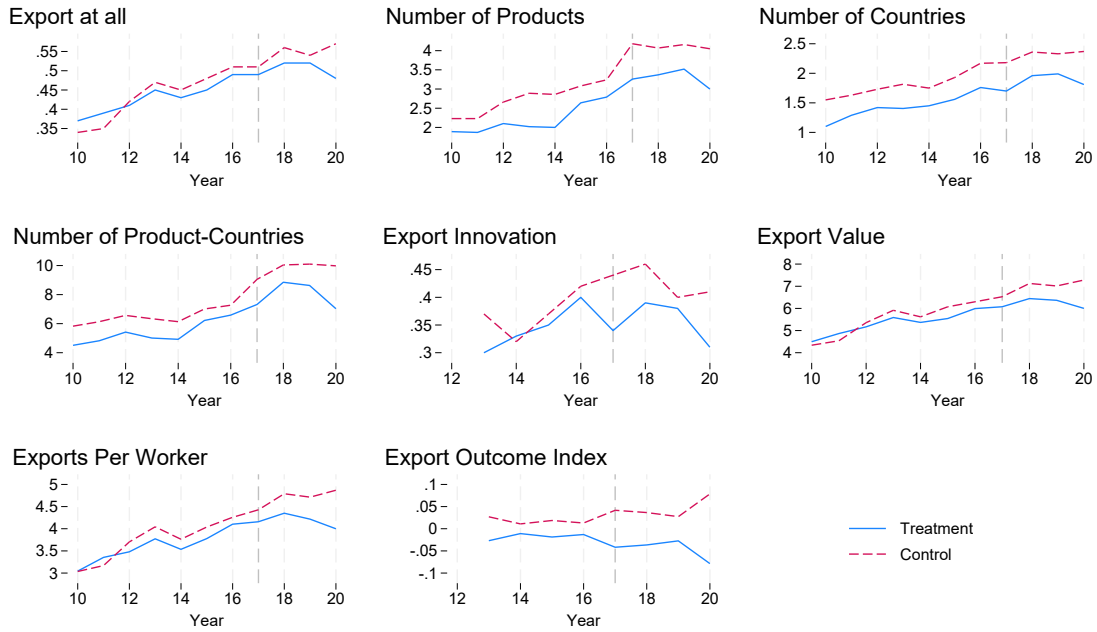 Export at all
.55
.5
.45
.4
.35
10 12 14 16 18 20
Year
Number of Products
4
3.5
3
2.5
2
10 12 14 16 18 20
Year
Number of Countries
2.5
2
1.5
1
10 12 14 16 18 20
Year
Number of Product-Countries
10
8
6
4
10 12 14 16 18 20
Year
Export Innovation
.45
.4
.35
.3
12 14 16 18 20
Year
Export Value
8
7
6
5
4
10 12 14 16 18 20
Year
Exports Per Worker
5
4.5
4
3.5
3
10 12 14 16 18 20
Year
Export Outcome Index
.1
.05
0
-.05
-.1
12 14 16 18 20
Year
Treatment
Control